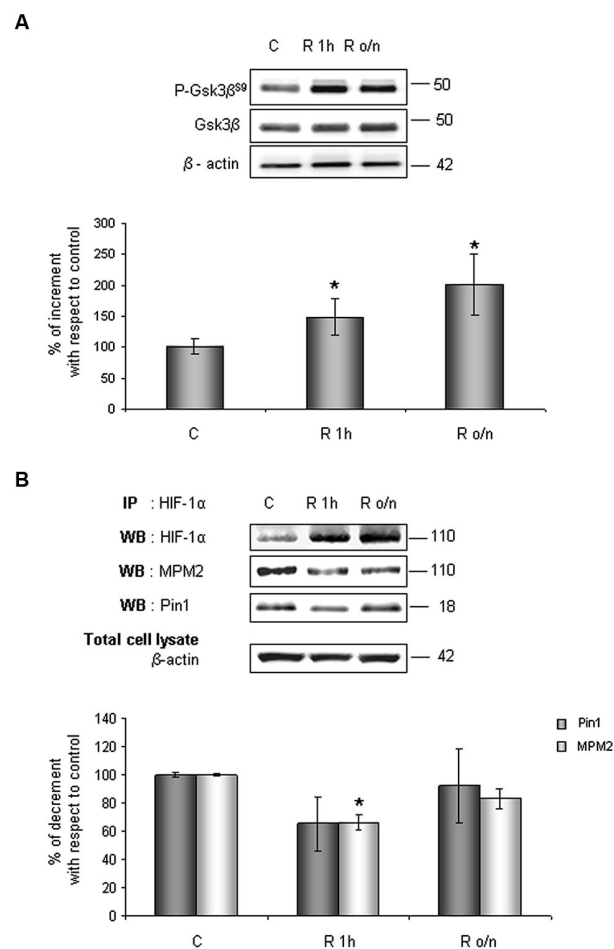 A
C R 1h R o/n
P-Gsk3β^S9 50
Gsk3β 50
β - actin 42
% of increment
with respect to control
300
250
200
150
100
50
0
*
*
C R 1h R o/n
B
IP : HIF-1α C R 1h R o/n
WB : HIF-1α 110
WB : MPM2 110
WB : Pin1 18
Total cell lysate
β-actin 42
% of decrement
with respect to control
140
120
100
80
60
40
20
0
*
Pin1
MPM2
C R 1h R o/n